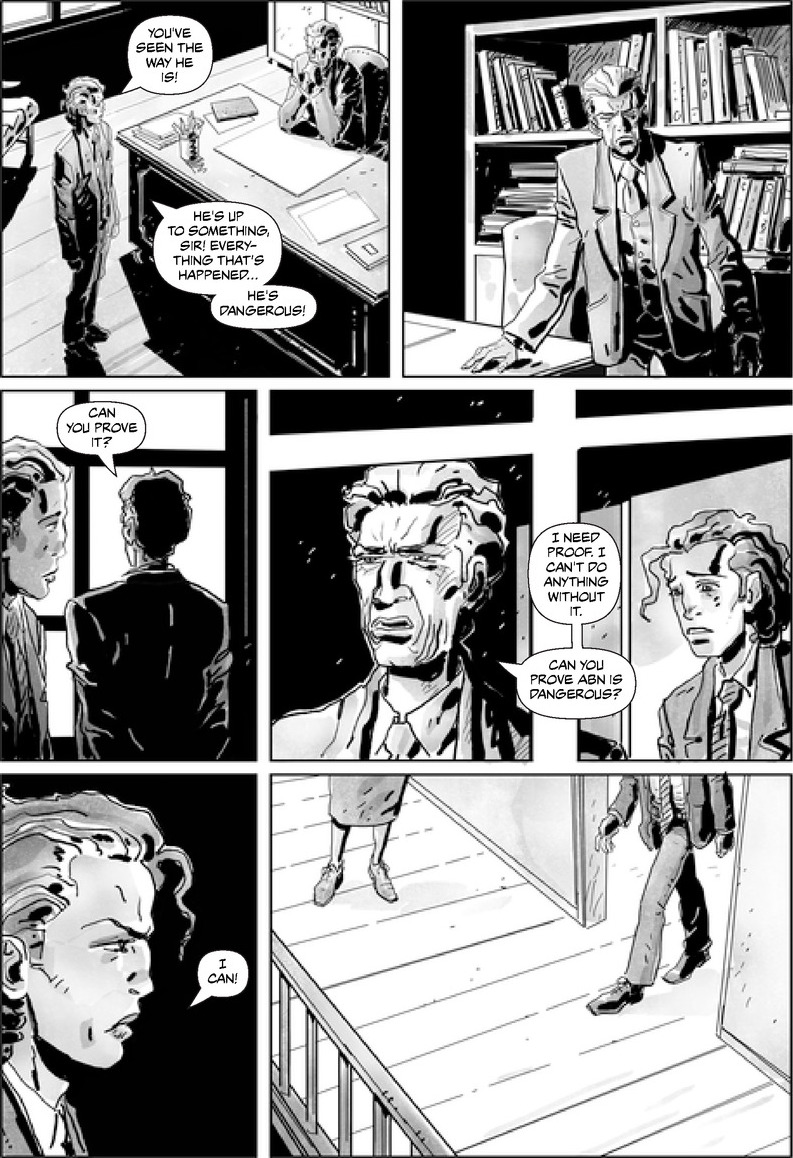 YOU'VE
SEEN THE
WAY HE
IS!
HE'S UP
TO SOMETHING,
SIR! EVERY-
THING THAT'S
HAPPENED...
HE'S
DANGEROUS!
CAN
YOU PROVE
IT?
I NEED
PROOF. I
CAN'T DO
ANYTHING
WITHOUT
IT.
CAN YOU
PROVE ABN IS
DANGEROUS?
I
CAN!